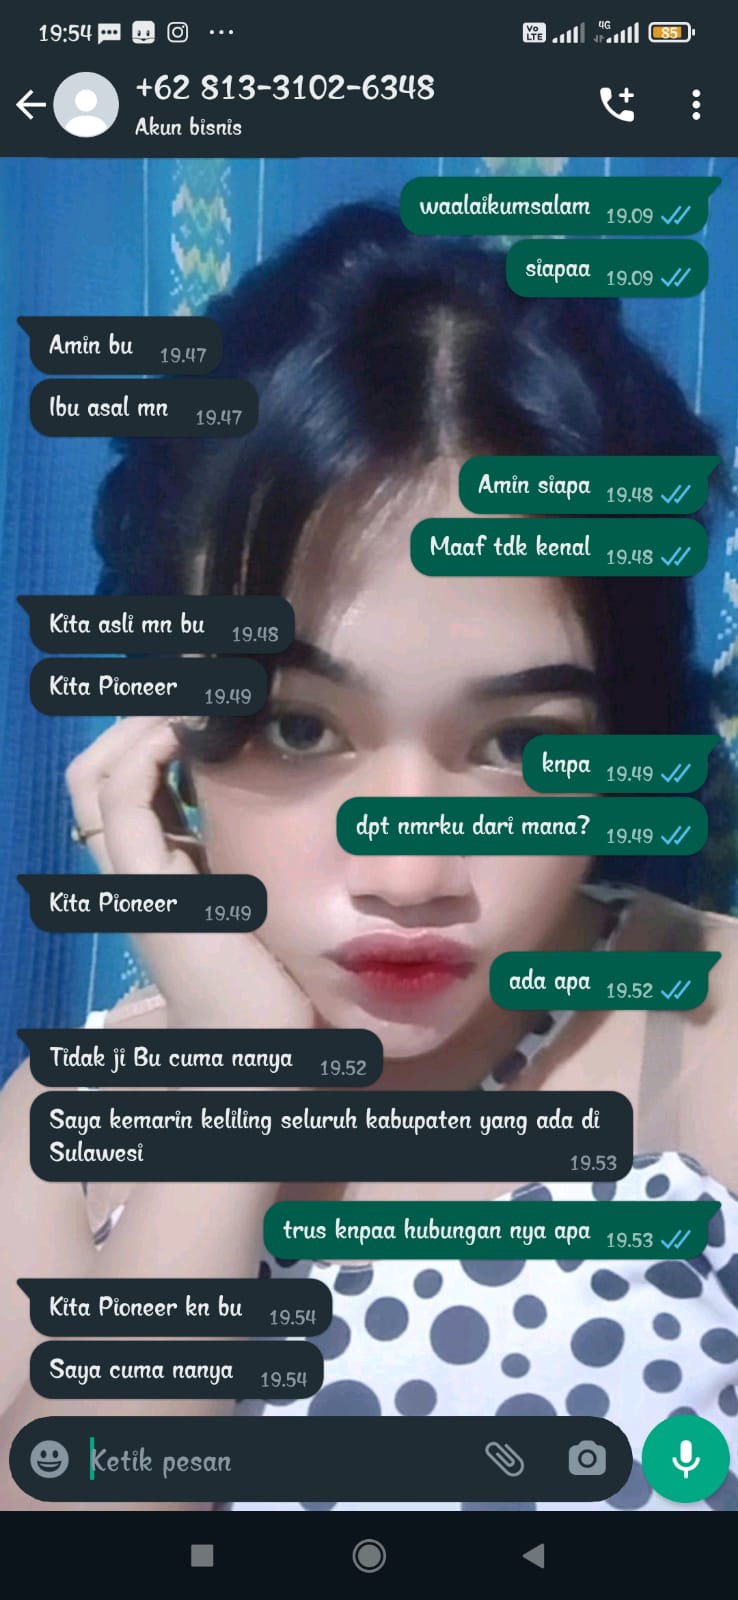 19:54
Vo LTE 4G 85
+62 813-3102-6348
Akun bisnis
waalaikumsalam 19.09
siapaa 19.09
Amin bu 19.47
Ibu asal mn 19.47
Amin siapa 19.48
Maaf tdk kenal 19.48
Kita asli mn bu 19.48
Kita Pioneer 19.49
knpa 19.49
dpt nmrku dari mana? 19.49
Kita Pioneer 19.49
ada apa 19.52
Tidak ji Bu cuma nanya 19.52
Saya kemarin keliling seluruh kabupaten yang ada di
Sulawesi 19.53
trus knpaa hubungan nya apa 19.53
Kita Pioneer kn bu 19.54
Saya cuma nanya 19.54
Ketik pesan